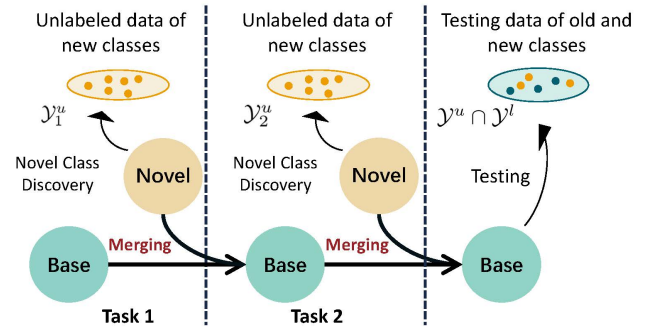 Unlabeled data of
new classes
Unlabeled data of
new classes
Testing data of old and
new classes
𝒴₁ᵘ
𝒴₂ᵘ
𝒴ᵘ ∩ 𝒴ˡ
Novel Class
Discovery
Novel
Novel Class
Discovery
Novel
Testing
Base
Merging
Base
Merging
Base
Task 1
Task 2